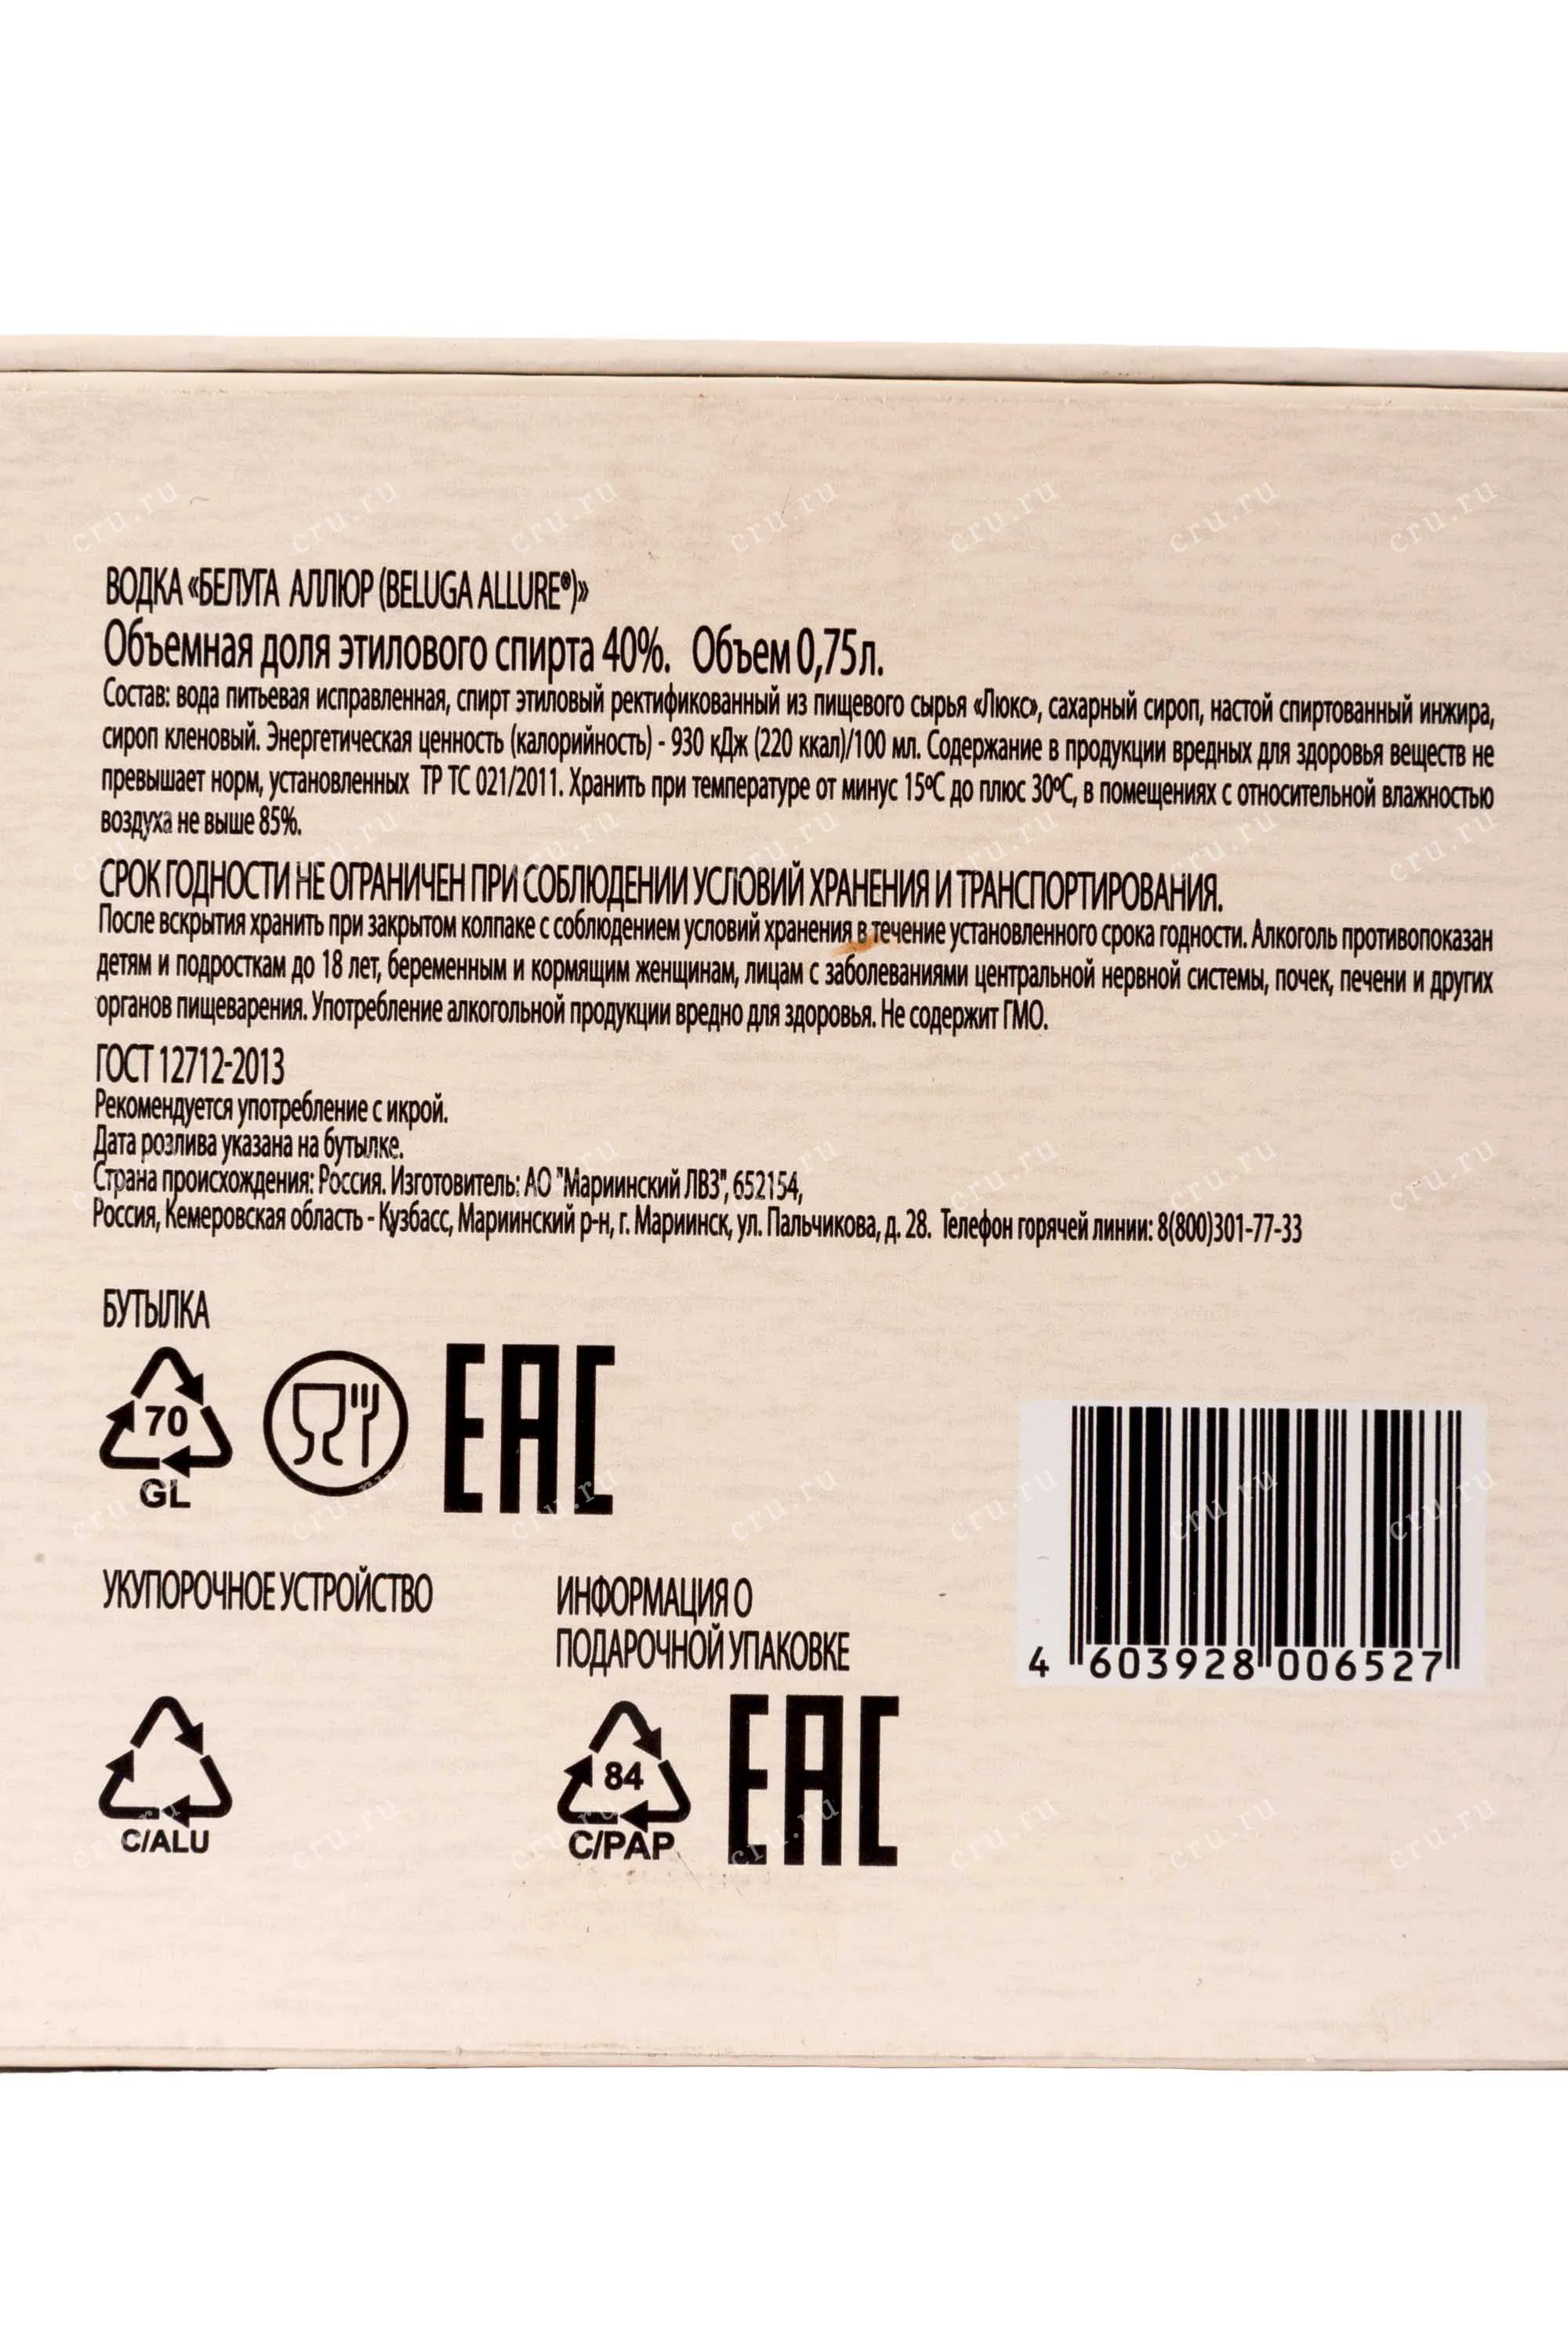 ВОДКА «БЕЛУГА АЛЛЮР (BELUGA ALLURE®)»
Объемная доля этилового спирта 40%. Объем 0,75л.
Состав: вода питьевая исправленная, спирт этиловый ректификованный из пищевого сырья «Люкс», сахарный сироп, настой спиртованный инжира,
сироп кленовый. Энергетическая ценность (калорийность) - 930 кДж (220 ккал)/100 мл. Содержание в продукции вредных для здоровья веществ не
превышает норм, установленных ТР ТС 021/2011. Хранить при температуре от минус 15ºС до плюс 30ºС, в помещениях с относительной влажностью
воздуха не выше 85%.
СРОК ГОДНОСТИ НЕ ОГРАНИЧЕН ПРИ СОБЛЮДЕНИИ УСЛОВИЙ ХРАНЕНИЯ И ТРАНСПОРТИРОВАНИЯ.
После вскрытия хранить при закрытом колпаке с соблюдением условий хранения в течение установленного срока годности. Алкоголь противопоказан
детям и подросткам до 18 лет, беременным и кормящим женщинам, лицам с заболеваниями центральной нервной системы, почек, печени и других
органов пищеварения. Употребление алкогольной продукции вредно для здоровья. Не содержит ГМО.
ГОСТ 12712-2013
Рекомендуется употребление с икрой.
Дата розлива указана на бутылке.
Страна происхождения: Россия. Изготовитель: АО "Мариинский ЛВЗ", 652154,
Россия, Кемеровская область - Кузбасс, Мариинский р-н, г. Мариинск, ул. Пальчикова, д. 28. Телефон горячей линии: 8(800)301-77-33
БУТЫЛКА
70
GL
EAC
УКУПОРОЧНОЕ УСТРОЙСТВО
C/ALU
ИНФОРМАЦИЯ О
ПОДАРОЧНОЙ УПАКОВКЕ
84
C/PAP
EAC
4 603928 006527
cru.ru